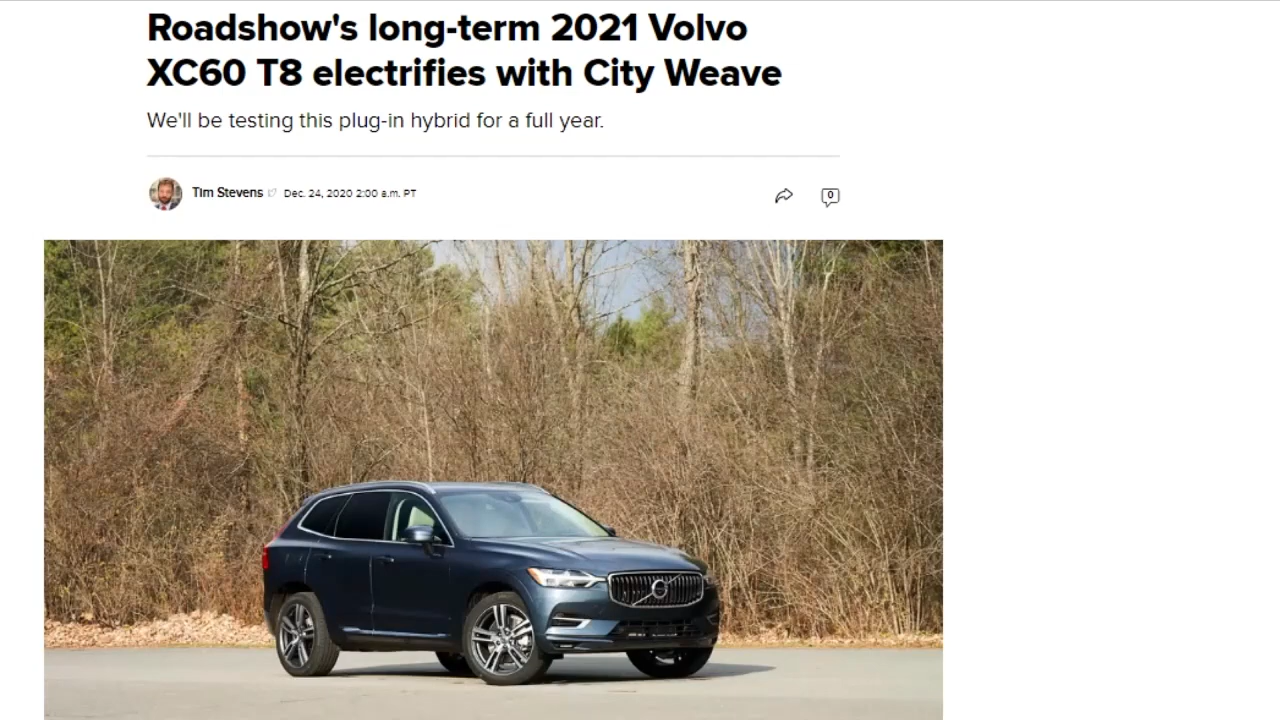 Roadshow's long-term 2021 Volvo
XC60 T8 electrifies with City Weave
We'll be testing this plug-in hybrid for a full year.
Tim Stevens Dec. 24, 2020 2:00 a.m. PT
0